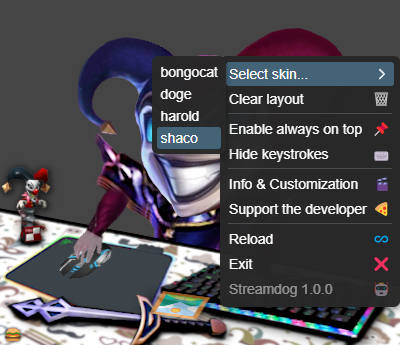 bongocat
doge
harold
shaco
Select skin...
Clear layout
Enable always on top
Hide keystrokes
Info & Customization
Support the developer
Reload
Exit
Streamdog 1.0.0